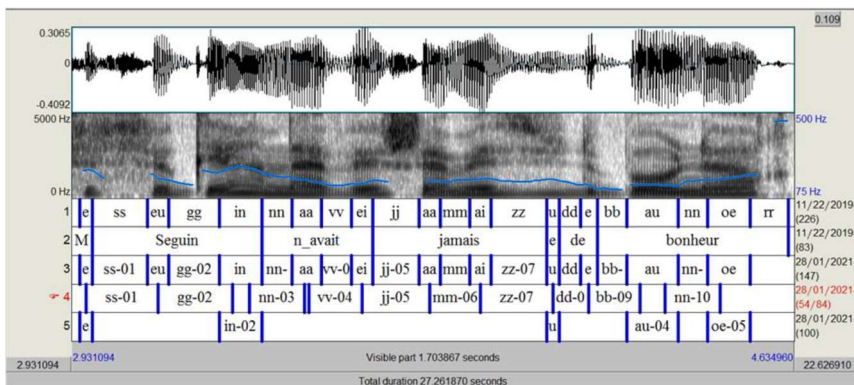 0.109
0.3065
0
-0.4092
5000 Hz 500 Hz
0 Hz 75 Hz
1 e ss eu gg in nn aa vv ei jj aa mm ai zz u dd e bb au nn oe rr 11/22/2019 (226)
2 M Seguin n_avait jamais e de bonheur 11/22/2019 (83)
3 e ss-01 eu gg-02 in nn- aa vv-0 ei jj-05 aa mm ai zz-07 u dd e bb- au nn- oe 28/01/2021 (147)
4 ss-01 gg-02 nn-03 vv-04 jj-05 mm-06 zz-07 dd-0 bb-09 nn-10 28/01/2021 (54/84)
5 e in-02 u au-04 oe-05 28/01/2021 (100)
2.931094 Visible part 1.703867 seconds 4.634960
2.931094 22.626910
Total duration 27.261870 seconds